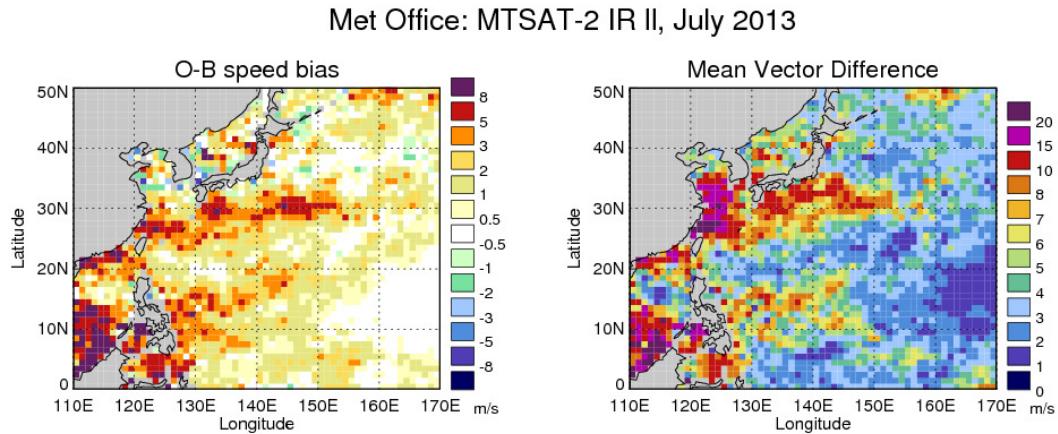 Met Office: MTSAT-2 IR II, July 2013
O-B speed bias
50N
40N
30N
20N
10N
0
Latitude
110E 120E 130E 140E 150E 160E 170E
Longitude
8
5
3
2
1
0.5
-0.5
-1
-2
-3
-5
-8
m/s
Mean Vector Difference
50N
40N
30N
20N
10N
0
Latitude
110E 120E 130E 140E 150E 160E 170E
Longitude
20
15
10
8
7
6
5
4
3
2
1
0
m/s